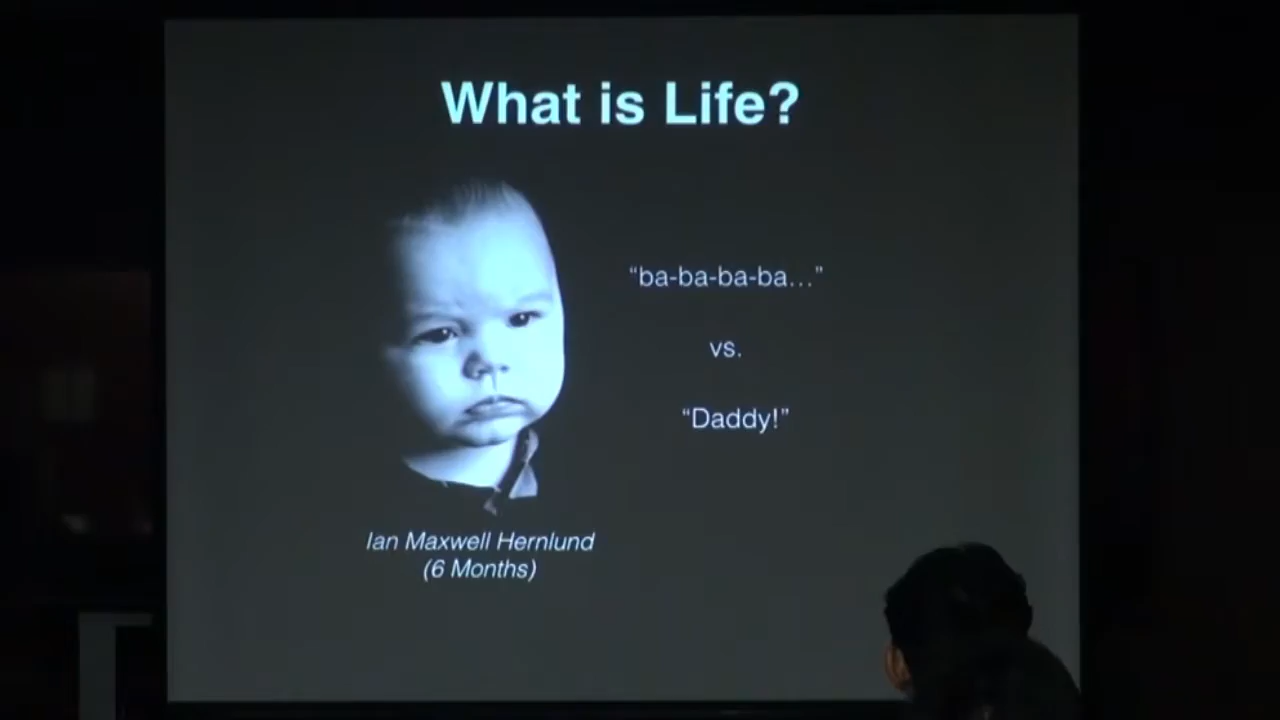 What is Life?
“ba-ba-ba-ba…”
vs.
“Daddy!”
Ian Maxwell Hernlund
(6 Months)